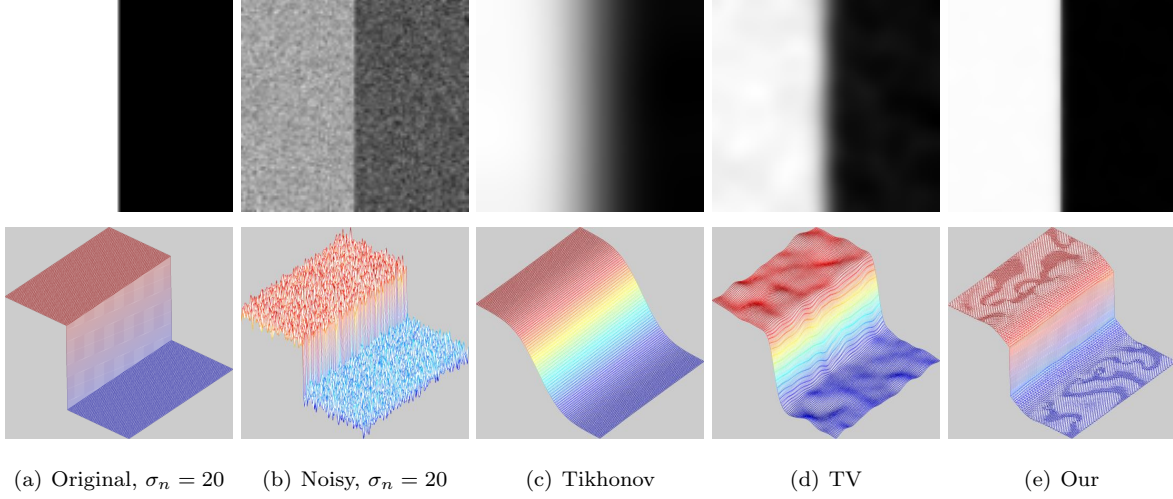 (a) Original, σₙ = 20
(b) Noisy, σₙ = 20
(c) Tikhonov
(d) TV
(e) Our